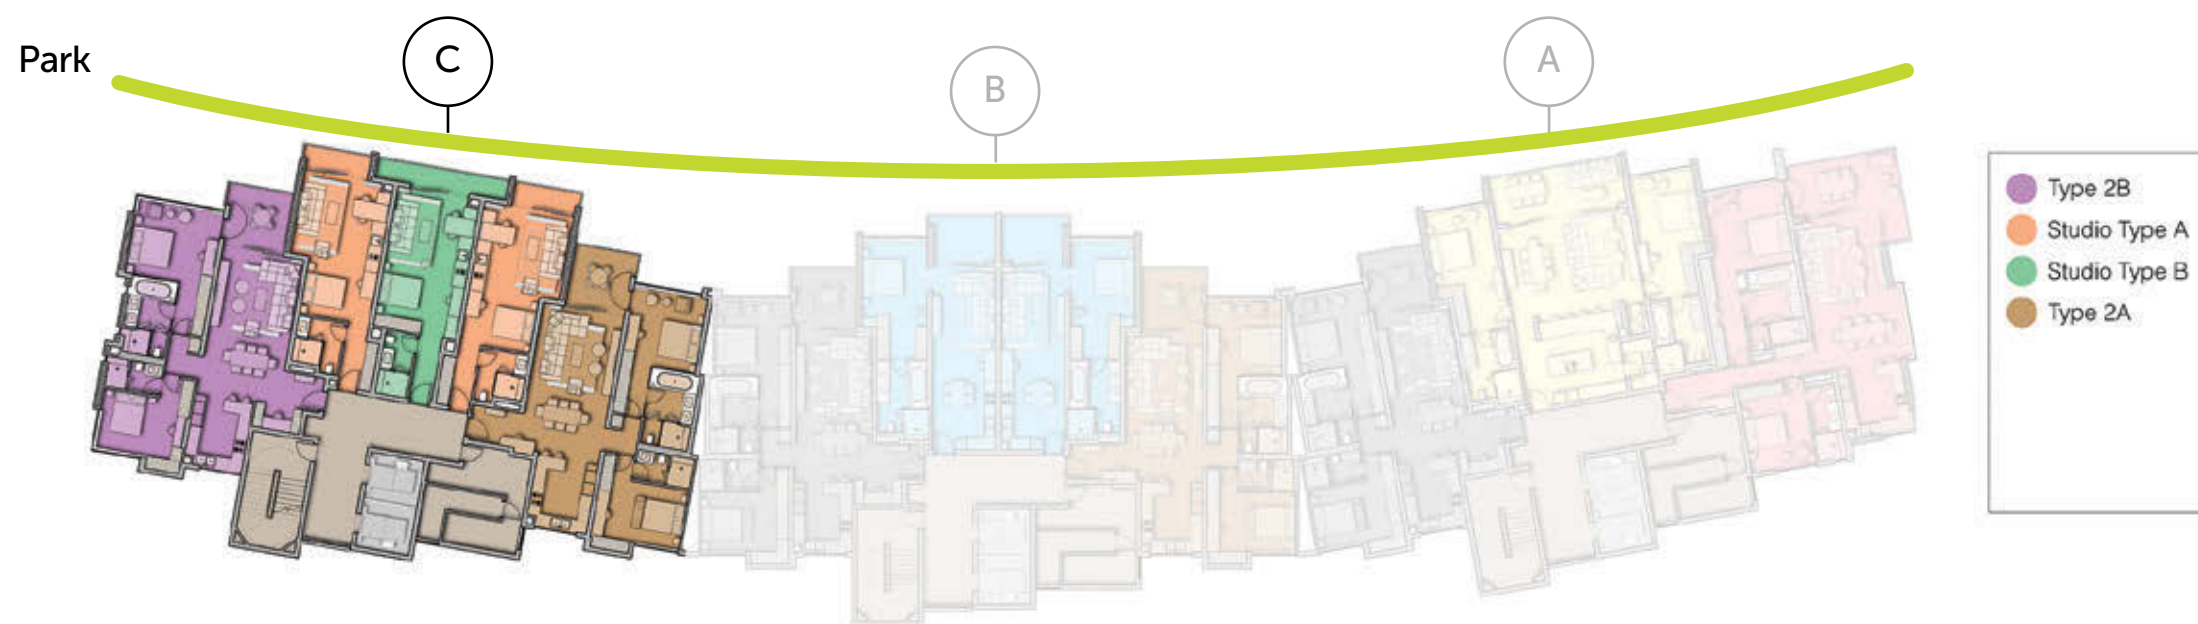 Park
C
B
A
Type 2B
Studio Type A
Studio Type B
Type 2A